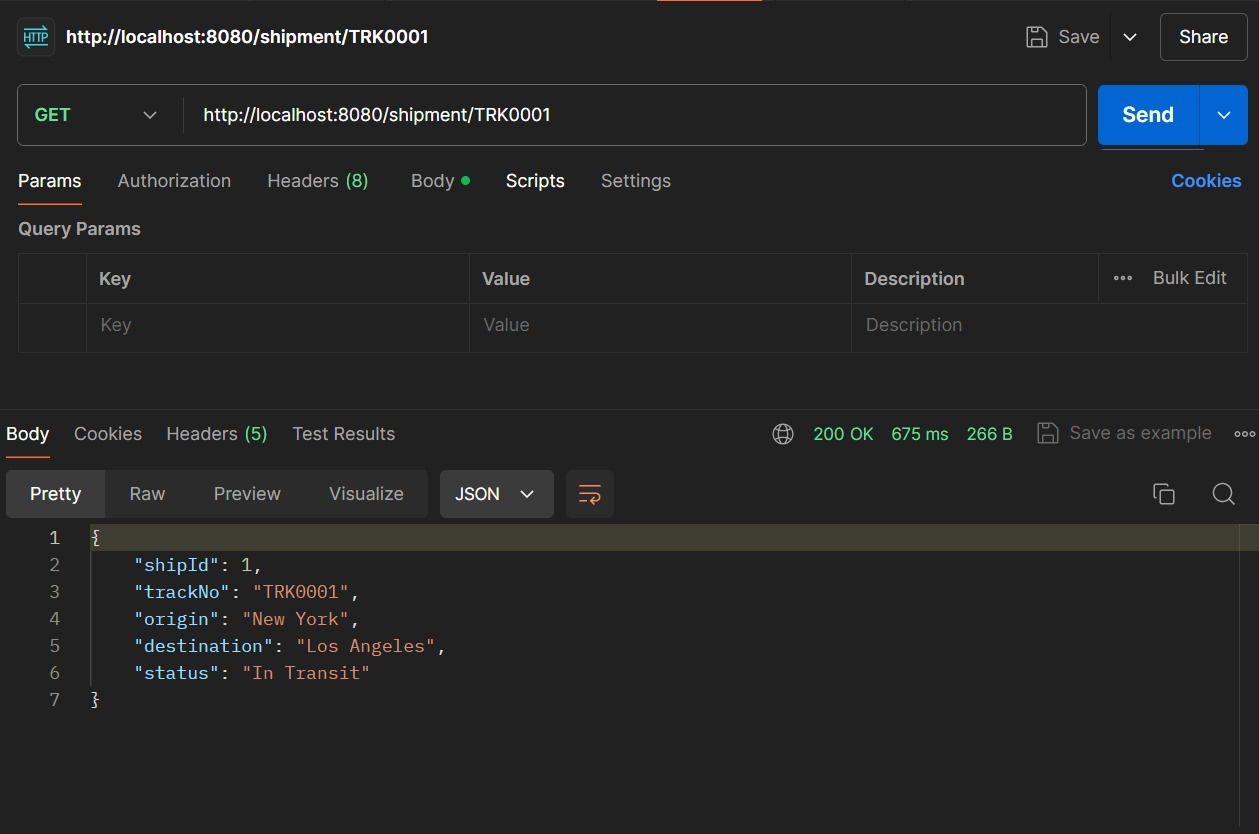 HTTP http://localhost:8080/shipment/TRK0001 Save Share
GET http://localhost:8080/shipment/TRK0001 Send
Params Authorization Headers (8) Body Scripts Settings Cookies
Query Params
Key Value Description Bulk Edit
Key Value Description
Body Cookies Headers (5) Test Results 200 OK 675 ms 266 B Save as example
Pretty Raw Preview Visualize JSON
1 {
2 "shipId": 1,
3 "trackNo": "TRK0001",
4 "origin": "New York",
5 "destination": "Los Angeles",
6 "status": "In Transit"
7 }